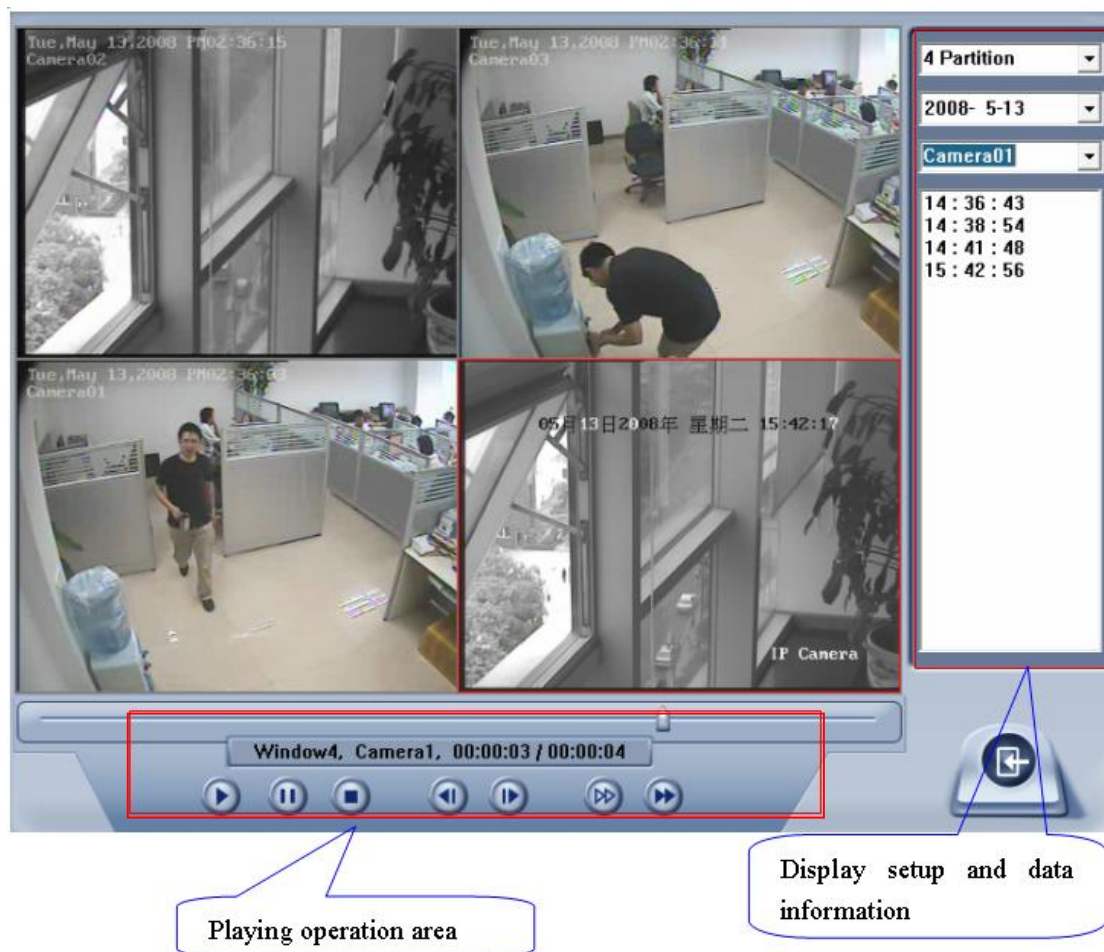 Tue,May 13,2008 PM02:36:15
Camera02
Tue,May 13,2008 PM02:36:21
Camera03
Tue,May 13,2008 PM02:36:03
Camera01
05月13日2008年 星期二 15:42:17
IP Camera
4 Partition
2008- 5-13
Camera01
14 : 36 : 43
14 : 38 : 54
14 : 41 : 48
15 : 42 : 56
Window4, Camera1, 00:00:03 / 00:00:04
Playing operation area
Display setup and data
information